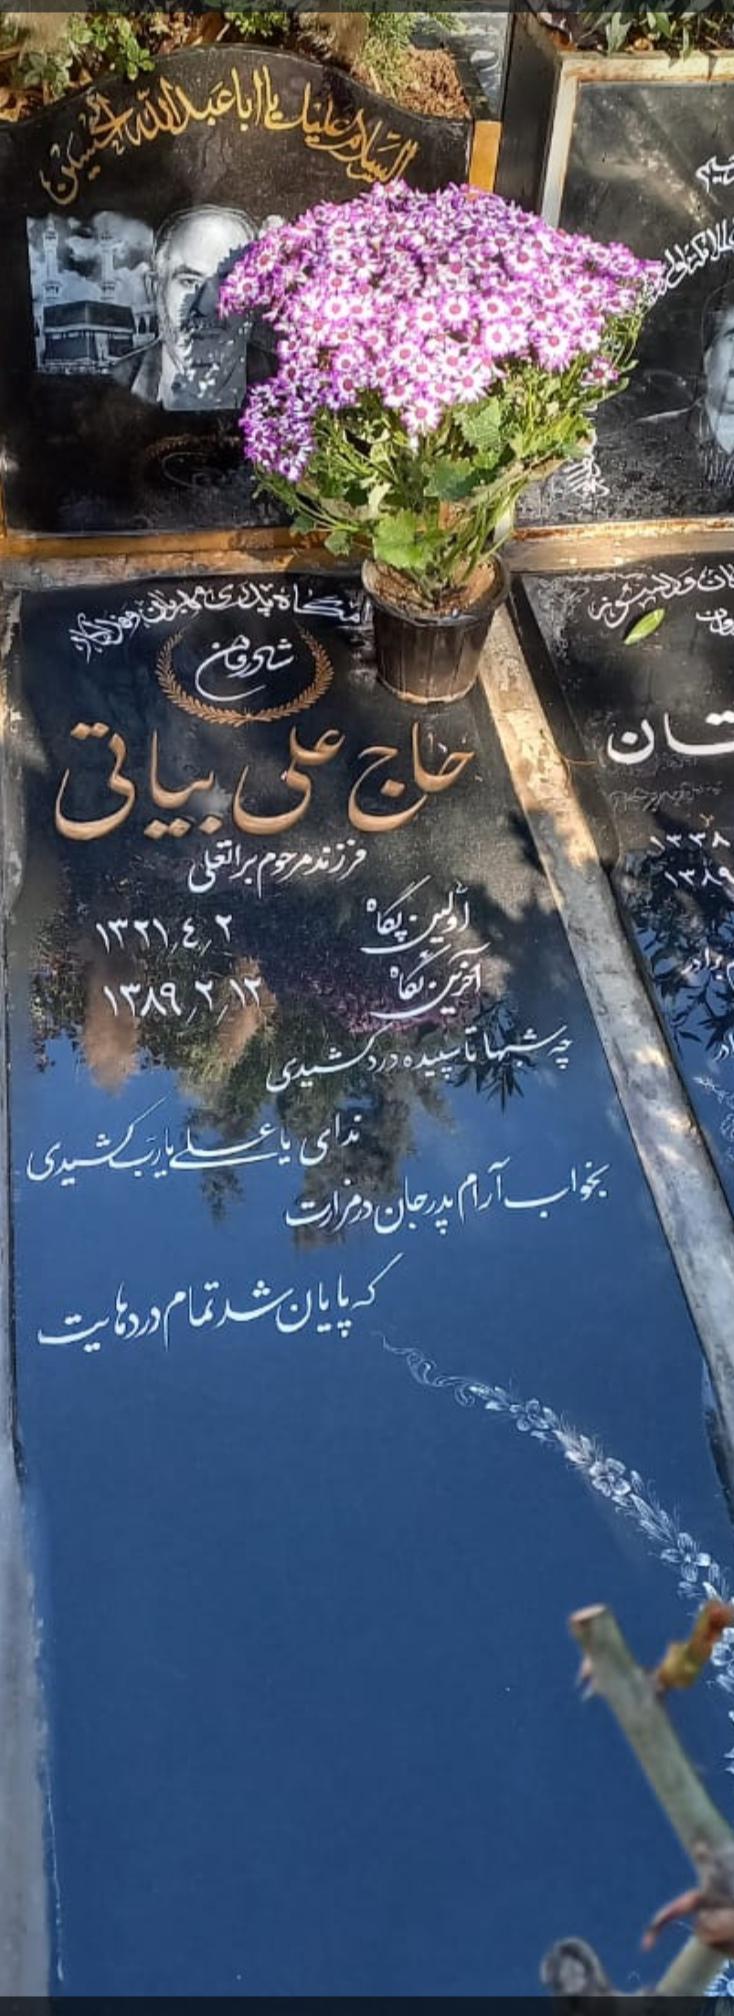 السلام علیک یا اباعبدالله الحسین
آرامگاه پدری مهربان و فداکار
شادروان
حاج علی بیاتی
فرزند مرحوم براتعلی
اولین نگاه ۱۳۲۱٫٤٫۲
آخرین نگاه ۱۳۸۹٫۲٫۱۲
چه شبها تا سپیده درد کشیدی
ندای یا علی یا رب کشیدی
بخواب آرام پدر جان در مزارت
که پایان شد تمام دردهایت